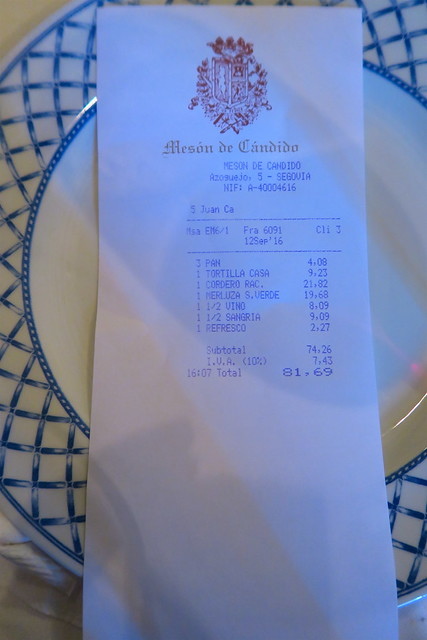 Mesón de Cándido
MESON DE CANDIDO
Azoguejo, 5 - SEGOVIA
NIF: A-40004616
5 Juan Ca
Msa EM6/1 Fra 6091 Cli 3
12Sep'16
3 PAN 4,08
1 TORTILLA CASA 9,23
1 CORDERO RAC. 21,82
1 MERLUZA S.VERDE 19,68
1 1/2 VINO 8,09
1 1/2 SANGRIA 9,09
1 REFRESCO 2,27
Subtotal 74,26
I.V.A. (10%) 7,43
16:07 Total 81,69